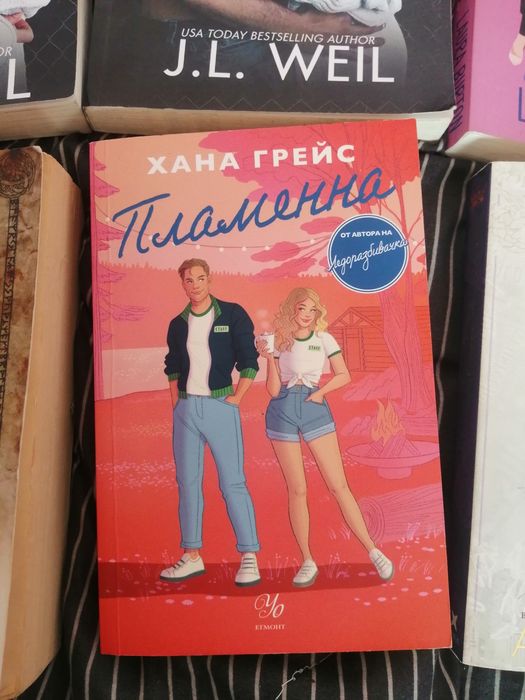 USA TODAY BESTSELLING AUTHOR
J.L. WEIL
L
ХАНА ГРЕЙС
Пламенна
ОТ АВТОРА НА
Ледоразбивачка
STAFF
STAFF
ЕГМОНТ